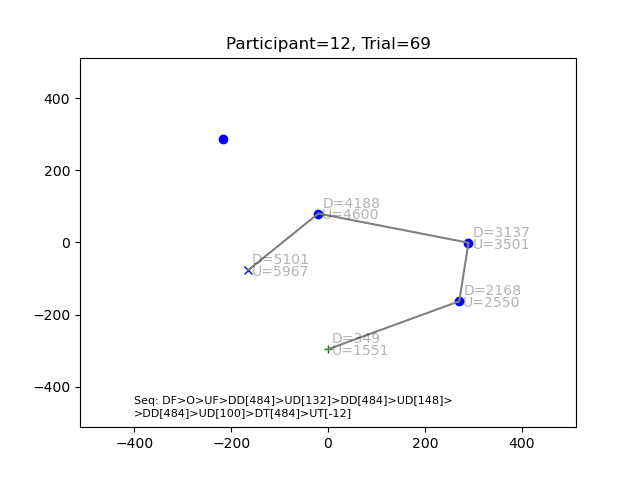 Participant=12, Trial=69
400
200
0
−200
−400
D=4188
U=4600
D=3137
U=3501
D=5101
U=5967
D=2168
U=2550
D=349
U=1551
Seq: DF>O>UF>DD[484]>UD[132]>DD[484]>UD[148]>
>DD[484]>UD[100]>DT[484]>UT[-12]
−400 −200 0 200 400